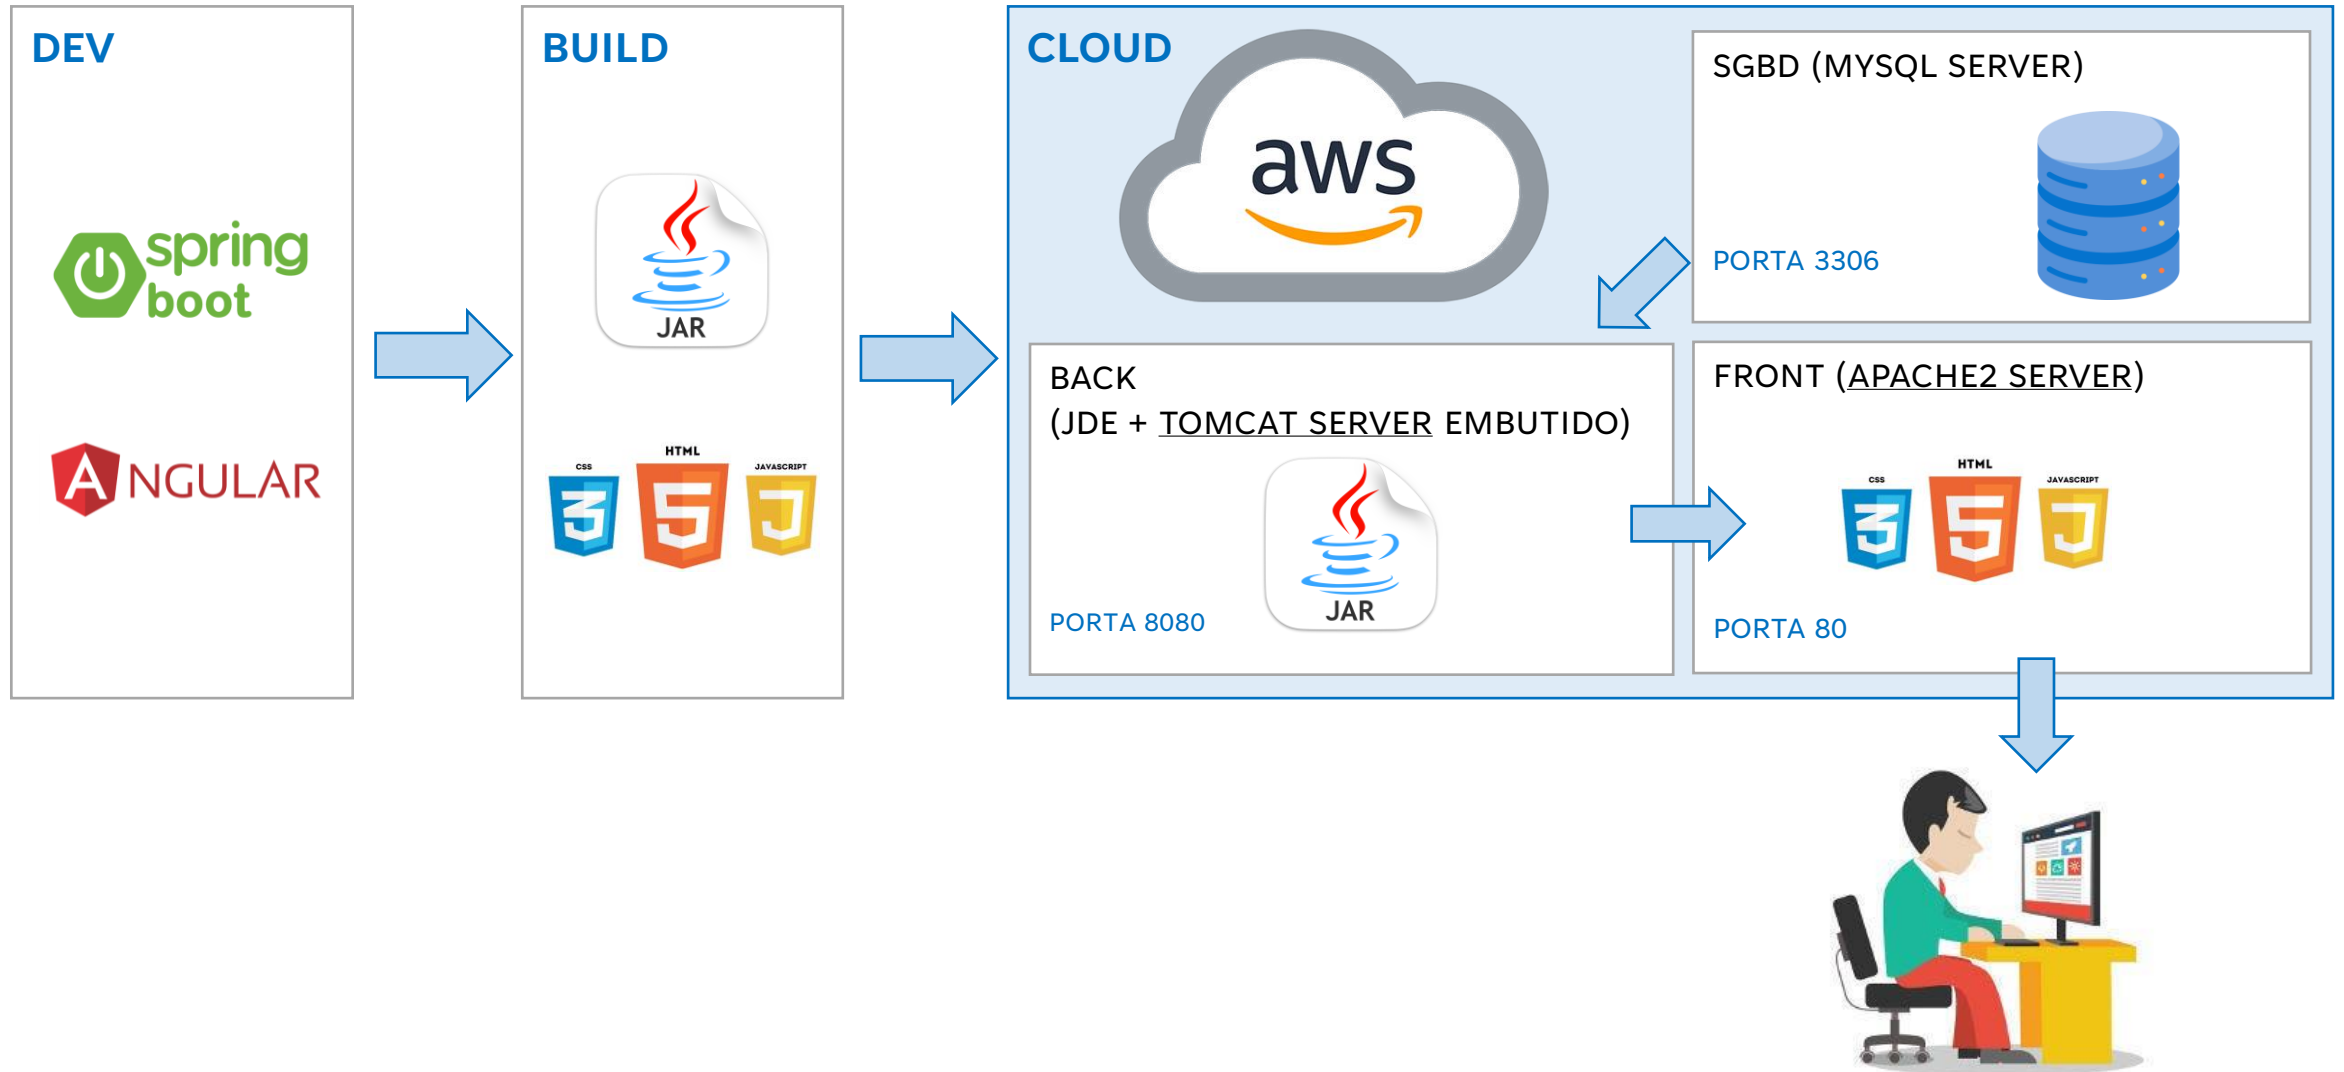 DEV
spring
boot
ANGULAR
BUILD
JAR
CSS
HTML
JAVASCRIPT
CLOUD
aws
SGBD (MYSQL SERVER)
PORTA 3306
BACK
(JDE + TOMCAT SERVER EMBUTIDO)
JAR
PORTA 8080
FRONT (APACHE2 SERVER)
CSS
HTML
JAVASCRIPT
PORTA 80